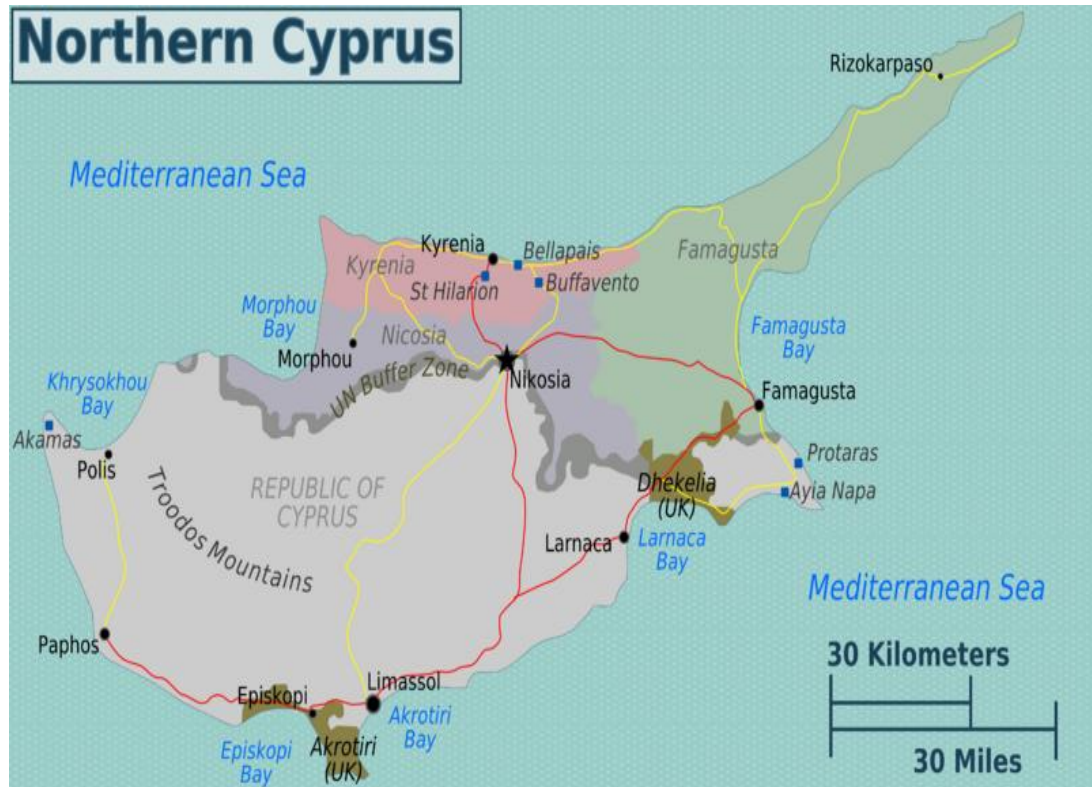 Northern Cyprus
Rizokarpaso
Mediterranean Sea
Kyrenia
Bellapais
Famagusta
Kyrenia
St Hilarion
Buffavento
Morphou
Bay
Nicosia
Famagusta
Bay
Morphou
UN Buffer Zone
Nikosia
Khrysokhou
Bay
Famagusta
Akamas
Polis
Protaras
Troodos Mountains
REPUBLIC OF
CYPRUS
Dhekelia
(UK)
Ayia Napa
Larnaca
Larnaca
Bay
Mediterranean Sea
Paphos
30 Kilometers
Limassol
Episkopi
Akrotiri
Bay
Episkopi
Bay
Akrotiri
(UK)
30 Miles